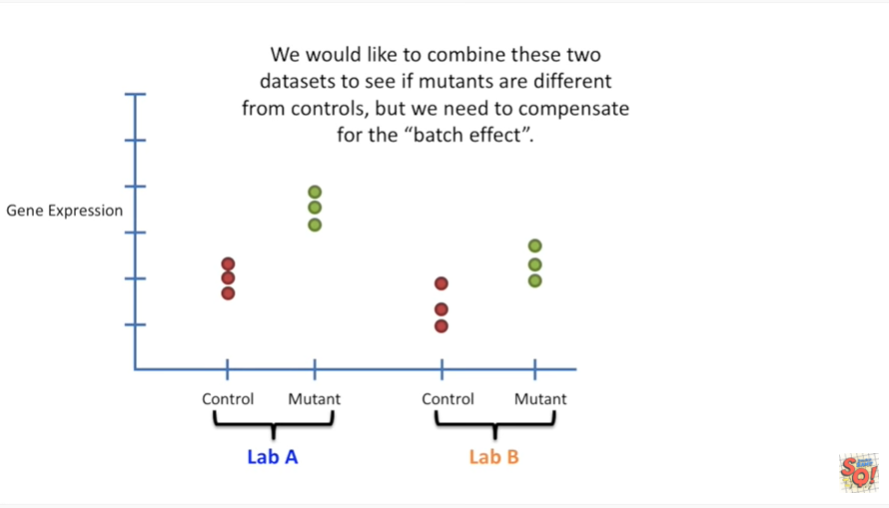 We would like to combine these two
datasets to see if mutants are different
from controls, but we need to compensate
for the “batch effect”.
Gene Expression
Control Mutant Control Mutant
Lab A Lab B